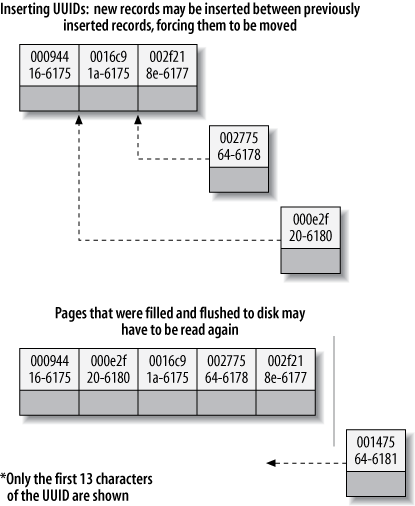 Inserting UUIDs: new records may be inserted between previously
inserted records, forcing them to be moved
000944 0016c9 002f21
16-6175 1a-6175 8e-6177
002775
64-6178
000e2f
20-6180
Pages that were filled and flushed to disk may
have to be read again
000944 000e2f 0016c9 002775 002f21
16-6175 20-6180 1a-6175 64-6178 8e-6177
001475
64-6181
*Only the first 13 characters
of the UUID are shown